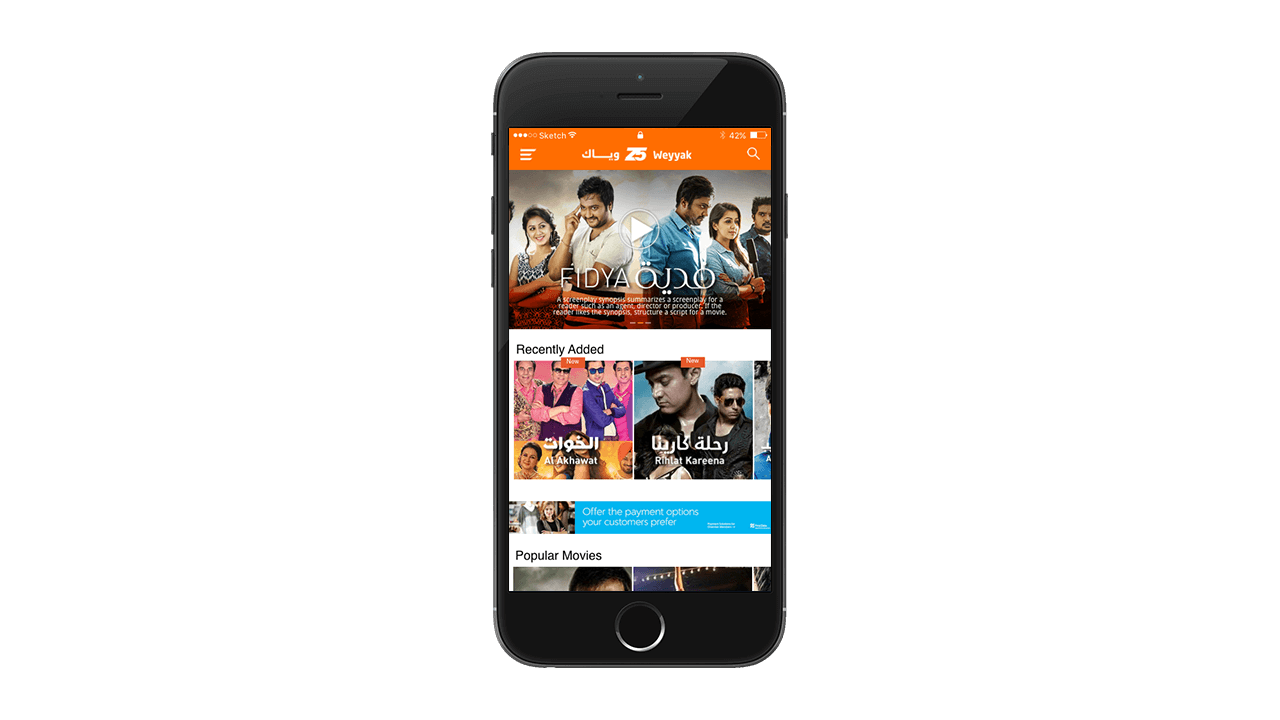 Sketch 42%
وياك Z5 Weyyak
FIDYA فدية
A screenplay synopsis summarizes a screenplay for a
reader such as an agent, director or producer. If the
reader likes the synopsis, structure a script for a movie.
Recently Added
New New
الخوات رحلة كارينا
Al Akhawat Rihlat Kareena
Offer the payment options
your customers prefer
Popular Movies